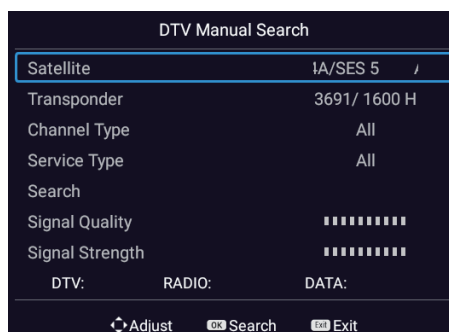 DTV Manual Search
Satellite 4A/SES 5
Transponder 3691/ 1600 H
Channel Type All
Service Type All
Search
Signal Quality
Signal Strength
DTV: RADIO: DATA:
Adjust OK Search Exit Exit